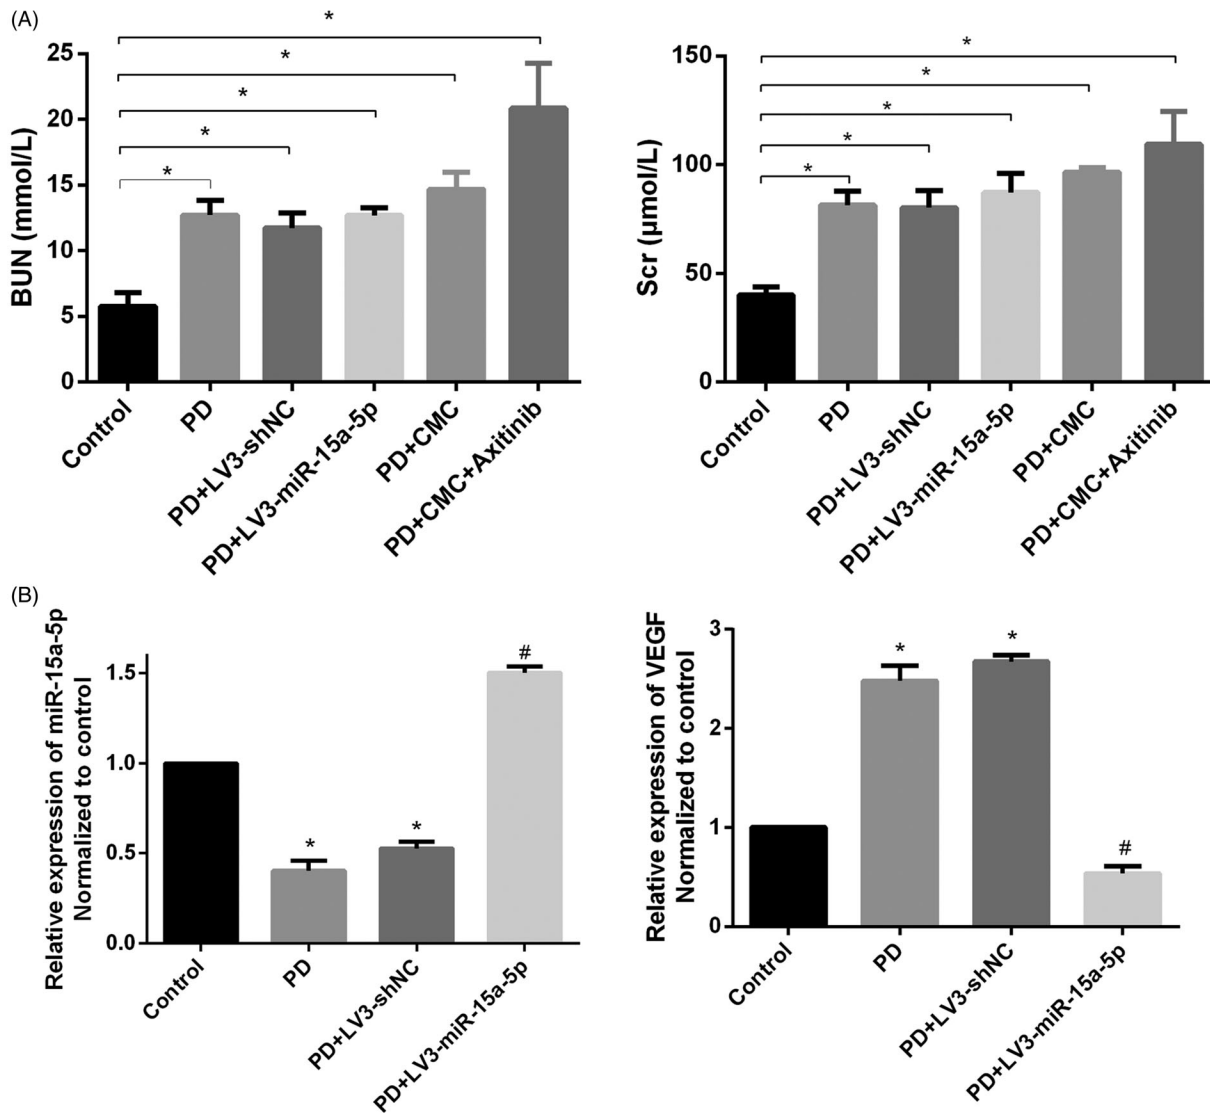 (A)
BUN (mmol/L)
25
20
15
10
5
0
*
*
*
*
*
Control
PD
PD+LV3-shNC
PD+LV3-miR-15a-5p
PD+CMC
PD+CMC+Axitinib
Scr (μmol/L)
150
100
50
0
*
*
*
*
*
Control
PD
PD+LV3-shNC
PD+LV3-miR-15a-5p
PD+CMC
PD+CMC+Axitinib
(B)
Relative expression of miR-15a-5p
Normalized to control
1.5
1.0
0.5
0.0
*
*
#
Control
PD
PD+LV3-shNC
PD+LV3-miR-15a-5p
Relative expression of VEGF
Normalized to control
3
2
1
0
*
*
#
Control
PD
PD+LV3-shNC
PD+LV3-miR-15a-5p